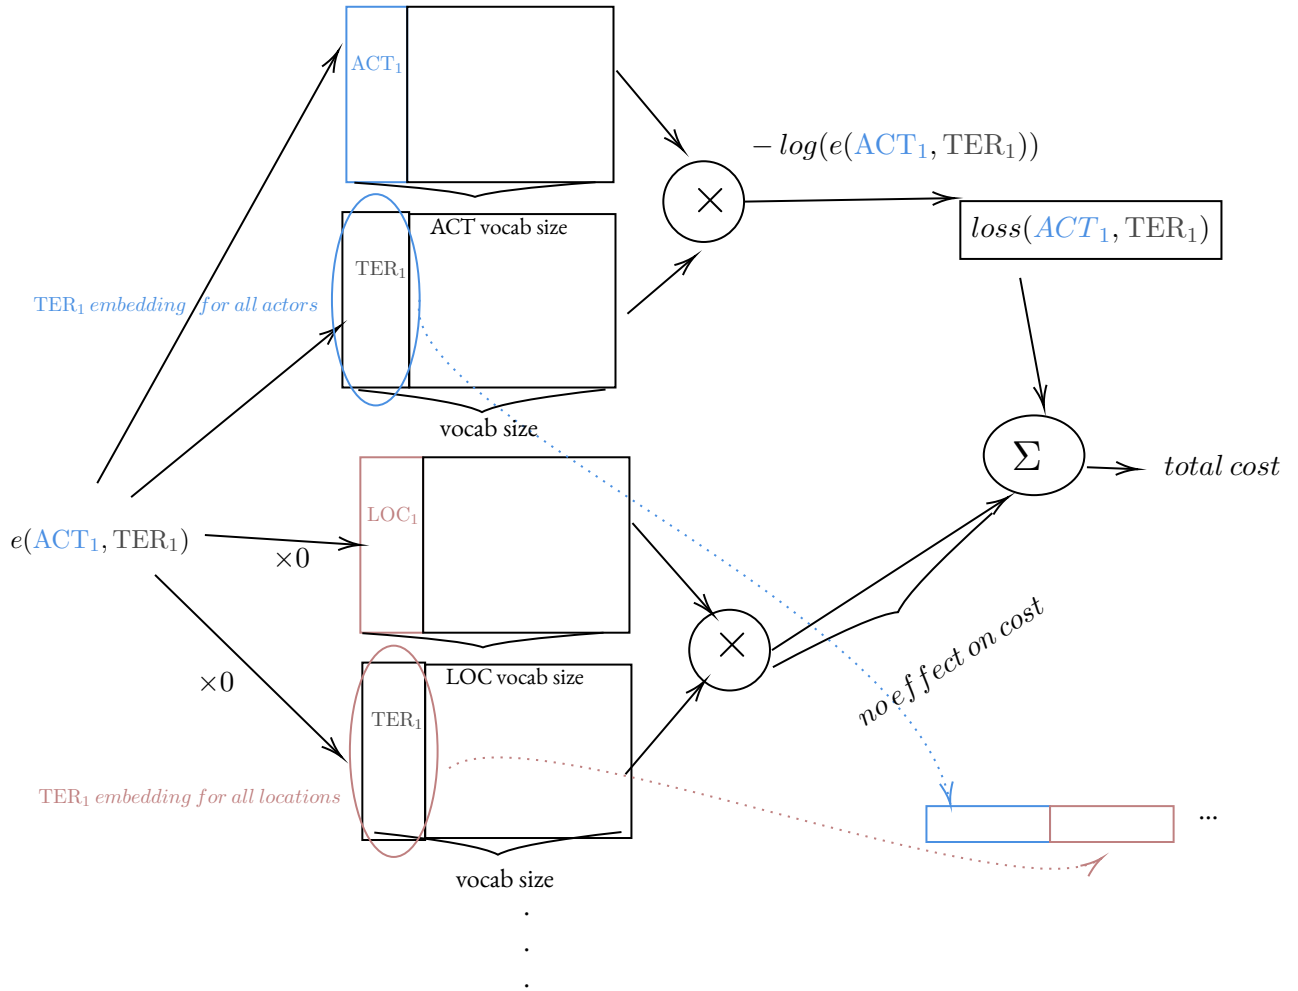 ACT₁
− log(e(ACT₁, TER₁))
×
ACT vocab size
loss(ACT₁, TER₁)
TER₁
TER₁ embedding for all actors
vocab size
Σ
total cost
LOC₁
e(ACT₁, TER₁)
×0
×
no effect on cost
×0
LOC vocab size
TER₁
TER₁ embedding for all locations
...
vocab size
.
.
.